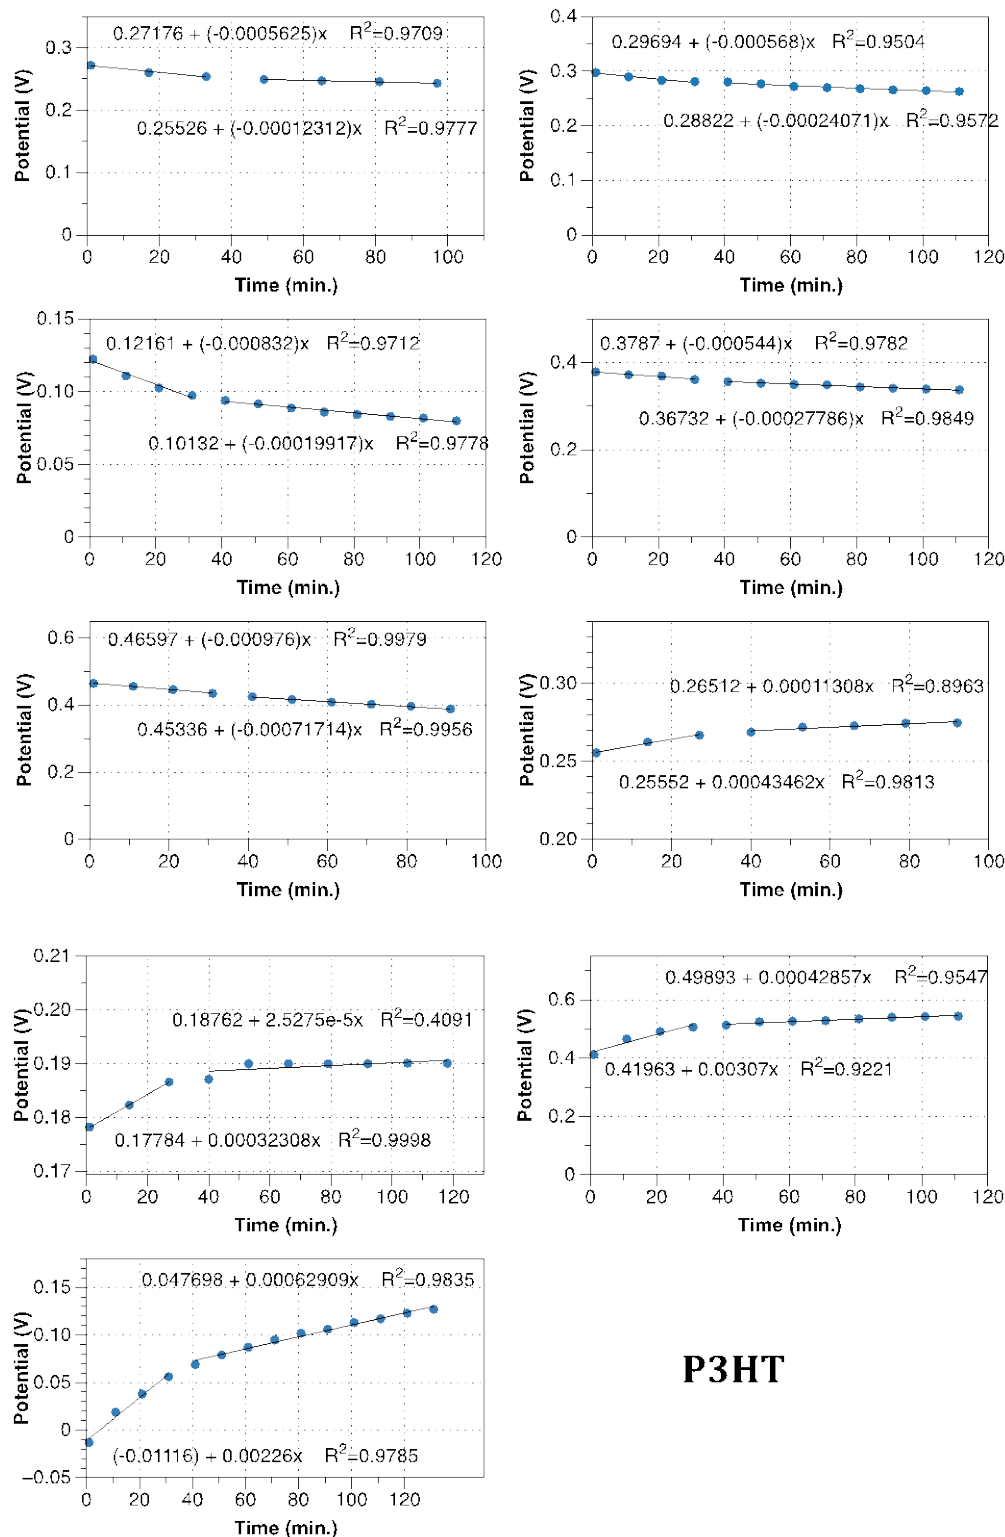 0.27176 + (-0.0005625)x R²=0.9709
0.3
0.2
0.1
0
Potential (V)
0.25526 + (-0.00012312)x R²=0.9777
0 20 40 60 80 100
Time (min.)
0.4
0.29694 + (-0.000568) R²=0.9504
0.3
0.2
0.1
0
Potential (V)
0.28822 + (-0.00024071)x R²=0.9572
0 20 40 60 80 100 120
Time (min.)
0.15
0.12161 + (-0.000832)x R²=0.9712
0.10
0.05
0
Potential (V)
0.10132 + (-0.00019917)x R²=0.9778
0 20 40 60 80 100 120
Time (min.)
0.3787 + (-0.000544)x R²=0.9782
0.4
0.2
0
Potential (V)
0.36732 + (-0.00027786)x R²=0.9849
0 20 40 60 80 100 120
Time (min.)
0.46597 + (-0.000976)x R²=0.9979
0.6
0.4
0.2
0
Potential (V)
0.45336 + (-0.00071714)x R²=0.9956
0 20 40 60 80 100
Time (min.)
0.26512 + 0.00011308x R²=0.8963
0.30
0.25
0.20
Potential (V)
0.25552 + 0.00043462x R²=0.9813
0 20 40 60 80 100
Time (min.)
0.21
0.20
0.18762 + 2.5275e-5x R²=0.4091
0.19
0.18
0.17
Potential (V)
0.17784 + 0.00032308x R²=0.9998
0 20 40 60 80 100 120
Time (min.)
0.49893 + 0.00042857x R²=0.9547
0.6
0.4
0.2
0
Potential (V)
0.41963 + 0.00307x R²=0.9221
0 20 40 60 80 100 120
Time (min.)
0.047698 + 0.00062909x R²=0.9835
0.15
0.10
0.05
0
−0.05
Potential (V)
(-0.01116) + 0.00226x R²=0.9785
0 20 40 60 80 100 120
Time (min.)
P3HT